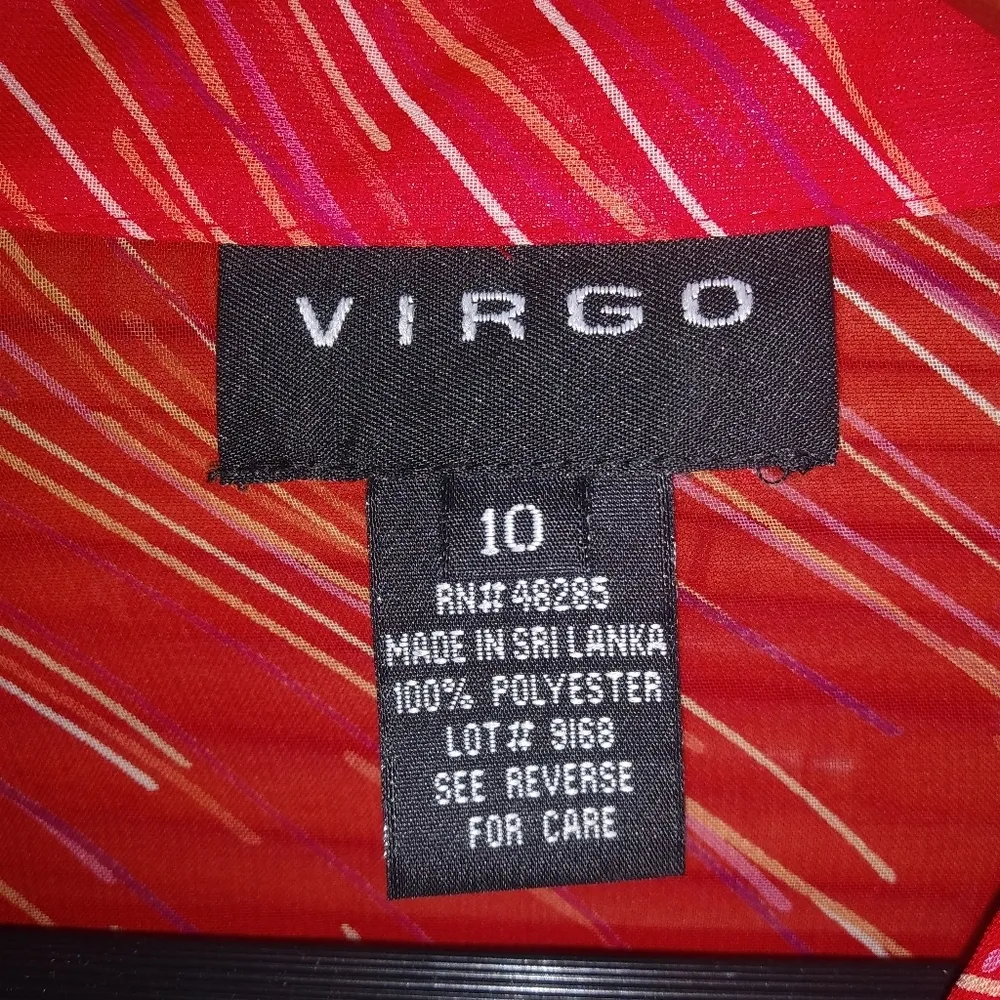 VIRGO
10
RN# 48285
MADE IN SRI LANKA
100% POLYESTER
LOT# 9168
SEE REVERSE
FOR CARE